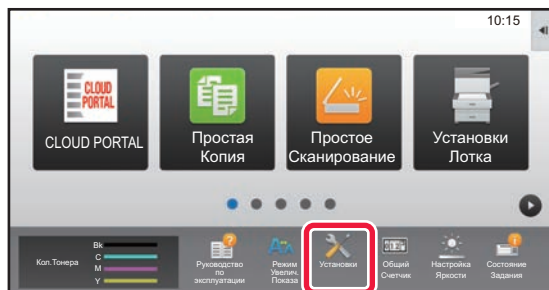 10:15
CLOUD
PORTAL
CLOUD PORTAL
Простая
Копия
Простое
Сканирование
Установки
Лотка
Кол.Тонера
Bk
C
M
Y
Руководство
по
эксплуатации
Режим
Увелич.
Показа
Установки
Общий
Счетчик
Настройка
Яркости
Состояние
Задания